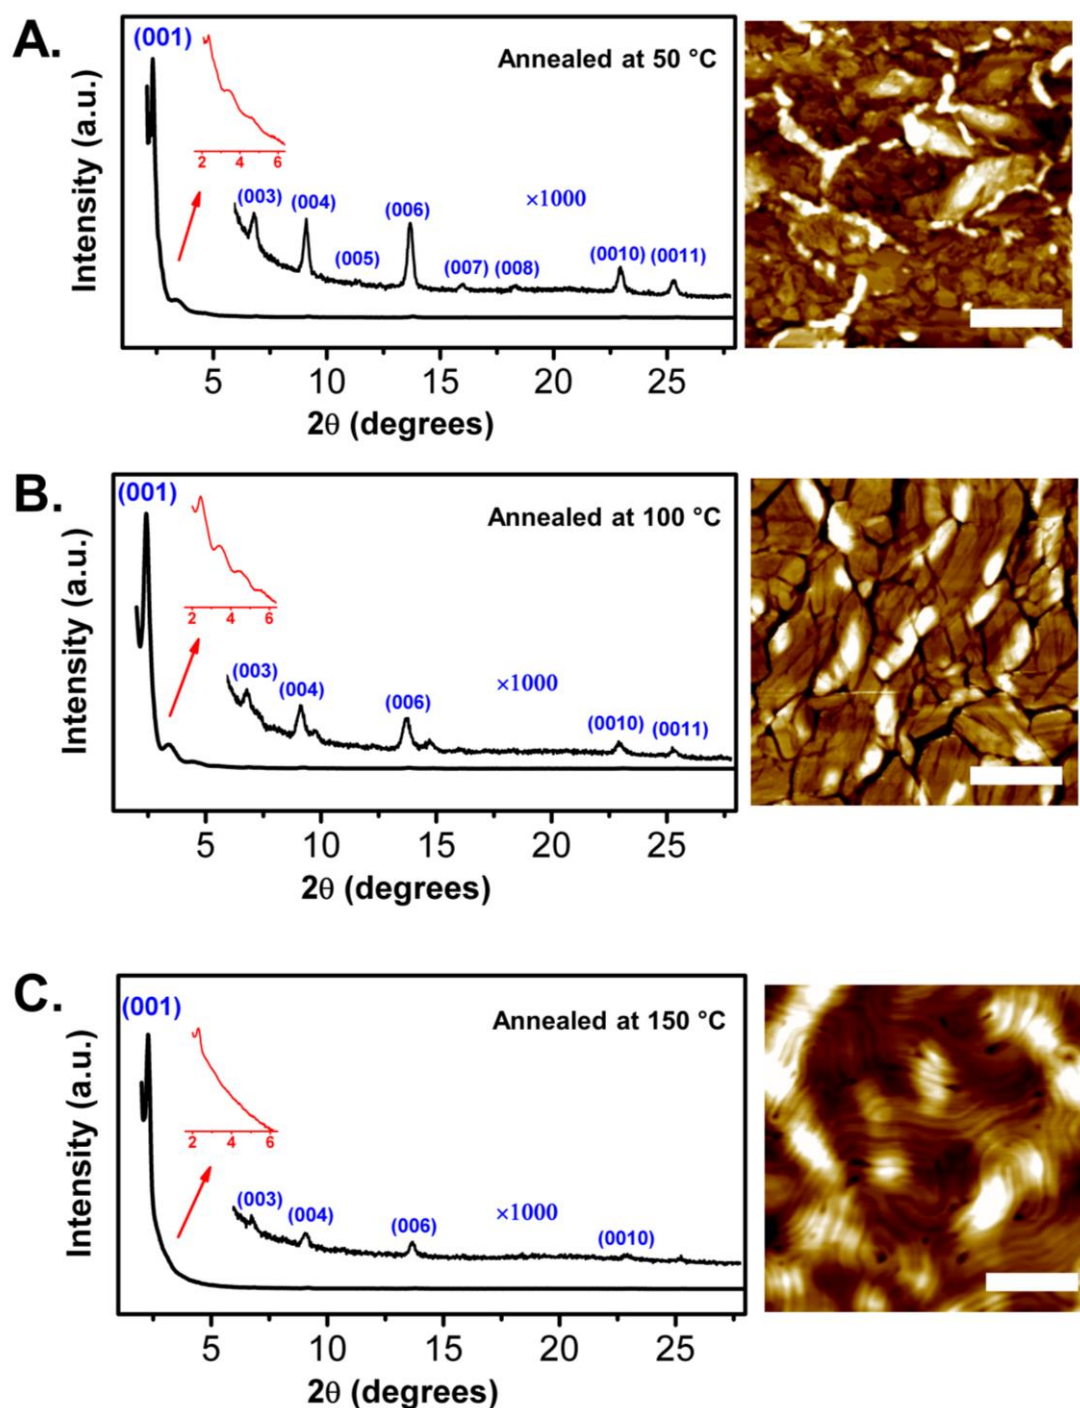 A.
(001)
Annealed at 50 °C
Intensity (a.u.)
2 4 6
(003) (004) (005) (006) (007) (008) (0010) (0011)
×1000
5 10 15 20 25
2θ (degrees)
B.
(001)
Annealed at 100 °C
Intensity (a.u.)
2 4 6
(003) (004) (006) (0010) (0011)
×1000
5 10 15 20 25
2θ (degrees)
C.
(001)
Annealed at 150 °C
Intensity (a.u.)
2 4 6
(003) (004) (006) (0010)
×1000
5 10 15 20 25
2θ (degrees)